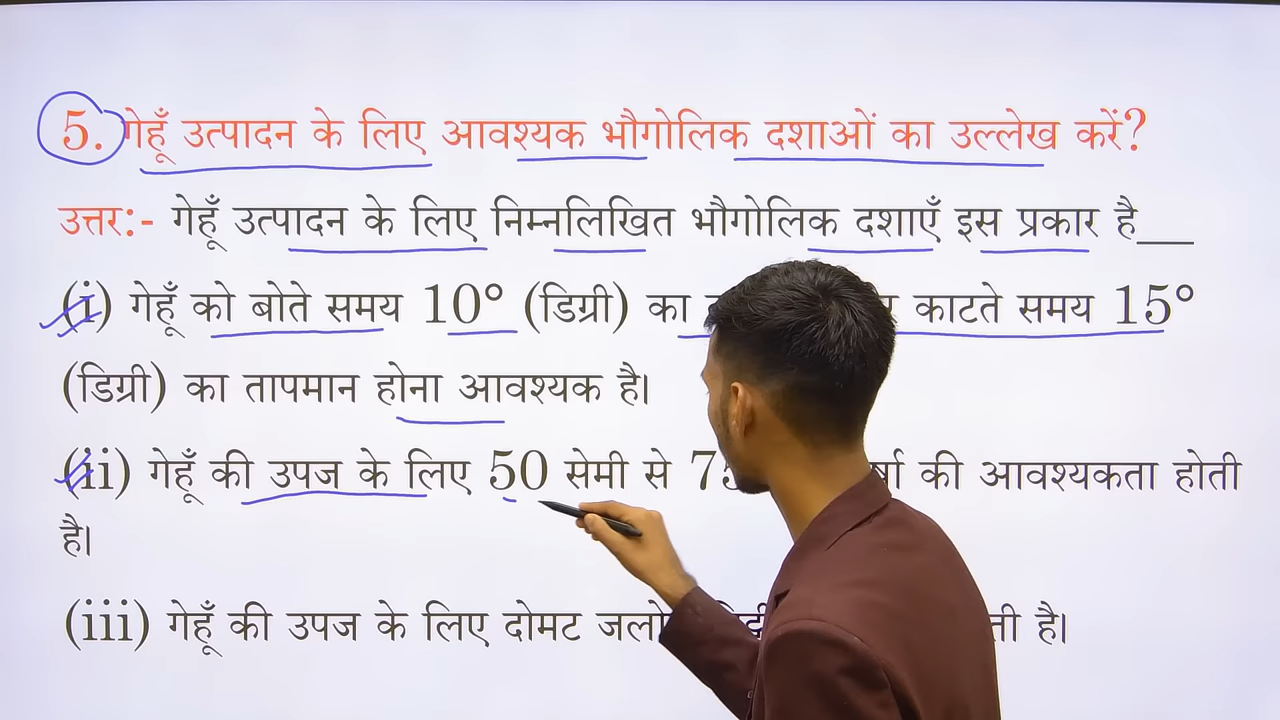 5. गेहूँ उत्पादन के लिए आवश्यक भौगोलिक दशाओं का उल्लेख करें?
उत्तर:- गेहूँ उत्पादन के लिए निम्नलिखित भौगोलिक दशाएँ इस प्रकार है__
(i) गेहूँ को बोते समय 10° (डिग्री) का काटते समय 15°
(डिग्री) का तापमान होना आवश्यक है।
(ii) गेहूँ की उपज के लिए 50 सेमी से की आवश्यकता होती
है।
(iii) गेहूँ की उपज के लिए दोमट है।